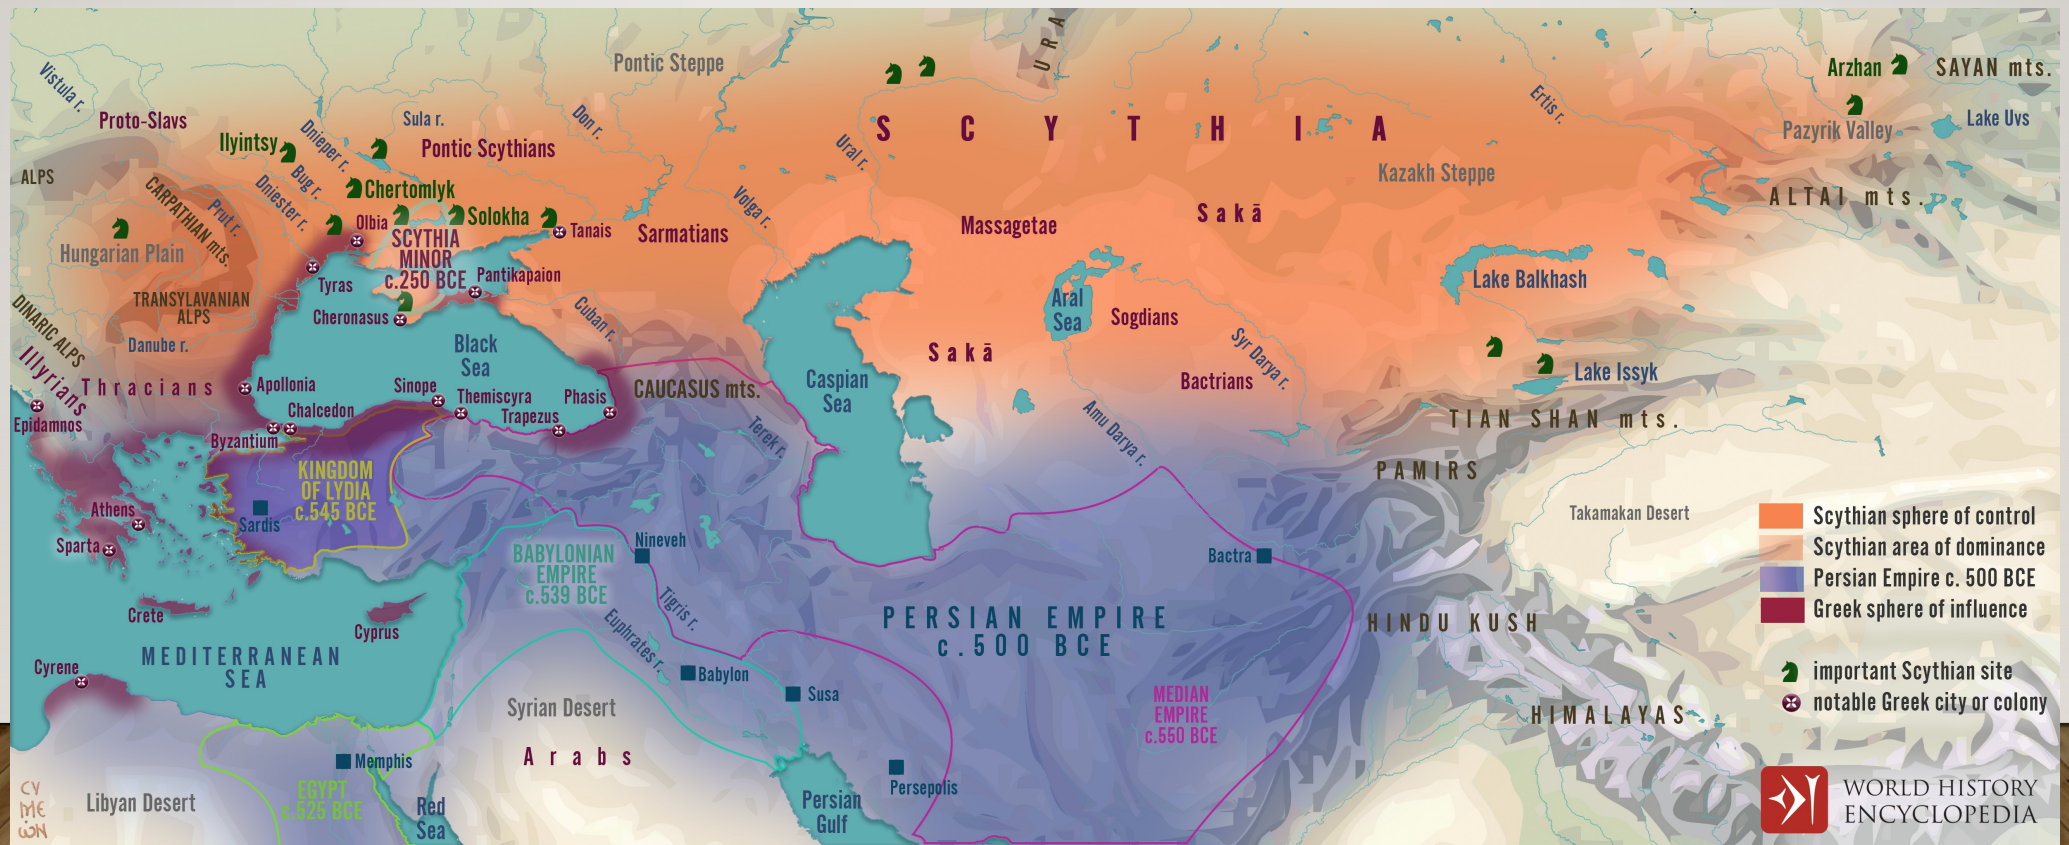 URA
Pontic Steppe
Vistula r.
Arzhan
SAYAN mts.
Proto-Slavs
Sula r.
Don r.
Ertis r.
Pazyrik Valley
Lake Uvs
Ilyintsy
Dnieper r.
Pontic Scythians
Ural r.
SCYTHIA
Kazakh Steppe
ALPS
CARPATHIAN mts.
Prut r.
Dniester r.
Bug r.
Chertomlyk
Solokha
Volga r.
Massagetae
Sakā
ALTAI mts.
Hungarian Plain
Olbia
SCYTHIA
MINOR
c.250 BCE
Tanais
Sarmatians
Tyras
Pantikapaion
Lake Balkhash
TRANSYLAVANIAN
ALPS
Cheronasus
Cuban r.
Aral
Sea
Sogdians
DINARIC ALPS
Danube r.
Black
Sea
Sakā
Syr Darya r.
Illyrians
Thracians
Apollonia
Sinope
Themiscyra
Phasis
CAUCASUS mts.
Caspian
Sea
Bactrians
Lake Issyk
Epidamnos
Chalcedon
Trapezus
Byzantium
Terek r.
Amu Darya r.
TIAN SHAN mts.
PAMIRS
KINGDOM
OF LYDIA
c.545 BCE
Sardis
Athens
Sparta
Takamakan Desert
BABYLONIAN
EMPIRE
c.539 BCE
Nineveh
Bactra
Crete
Cyprus
Tigris r.
Euphrates r.
PERSIAN EMPIRE
c.500 BCE
HINDU KUSH
MEDITERRANEAN
SEA
Cyrene
Babylon
Susa
Syrian Desert
Arabs
MEDIAN
EMPIRE
c.550 BCE
HIMALAYAS
Memphis
EGYPT
c.525 BCE
Libyan Desert
Red
Sea
Persian
Gulf
Persepolis
Scythian sphere of control
Scythian area of dominance
Persian Empire c. 500 BCE
Greek sphere of influence
important Scythian site
notable Greek city or colony
WORLD HISTORY
ENCYCLOPEDIA